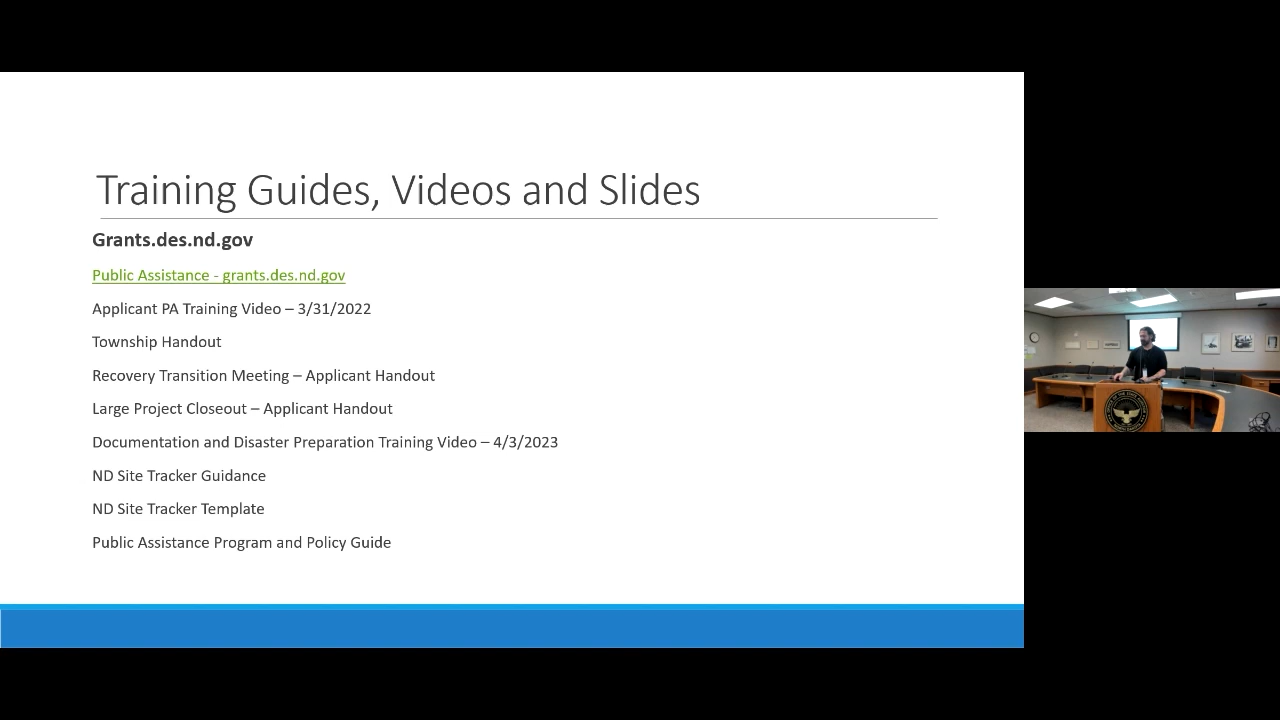 Training Guides, Videos and Slides
Grants.des.nd.gov
Public Assistance - grants.des.nd.gov
Applicant PA Training Video – 3/31/2022
Township Handout
Recovery Transition Meeting – Applicant Handout
Large Project Closeout – Applicant Handout
Documentation and Disaster Preparation Training Video – 4/3/2023
ND Site Tracker Guidance
ND Site Tracker Template
Public Assistance Program and Policy Guide